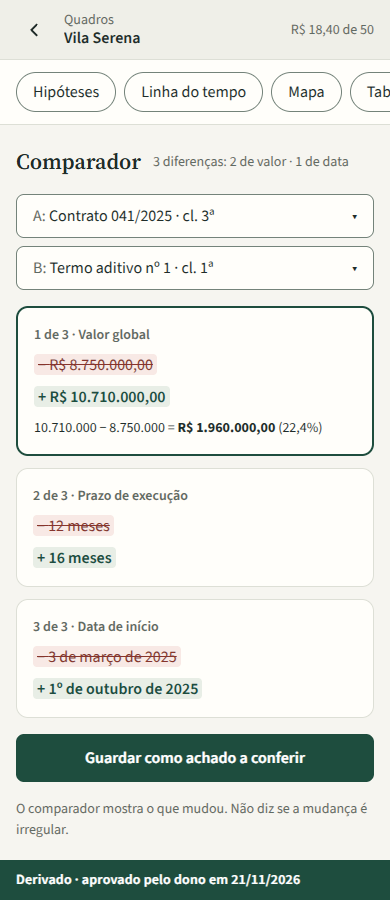 Quadros
Vila Serena
R$ 18,40 de 50
Hipóteses
Linha do tempo
Mapa
Tab
Comparador
3 diferenças: 2 de valor · 1 de data
A: Contrato 041/2025 · cl. 3ª
B: Termo aditivo nº 1 · cl. 1ª
1 de 3 · Valor global
− R$ 8.750.000,00
+ R$ 10.710.000,00
10.710.000 − 8.750.000 = R$ 1.960.000,00 (22,4%)
2 de 3 · Prazo de execução
− 12 meses
+ 16 meses
3 de 3 · Data de início
− 3 de março de 2025
+ 1º de outubro de 2025
Guardar como achado a conferir
O comparador mostra o que mudou. Não diz se a mudança é
irregular.
Derivado · aprovado pelo dono em 21/11/2026